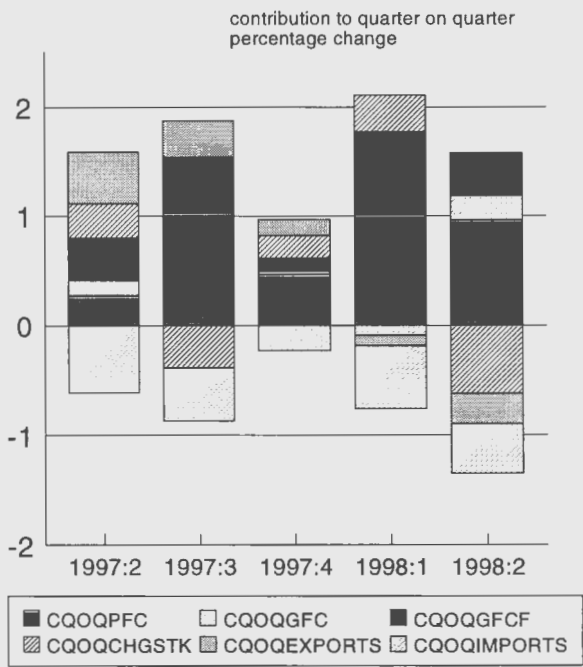 contribution to quarter on quarter
percentage change
2
1
0
-1
-2
1997:2 1997:3 1997:4 1998:1 1998:2
CQOQPFC CQOQGFC CQOQGFCF
CQOQCHGSTK CQOQEXPORTS CQOQIMPORTS